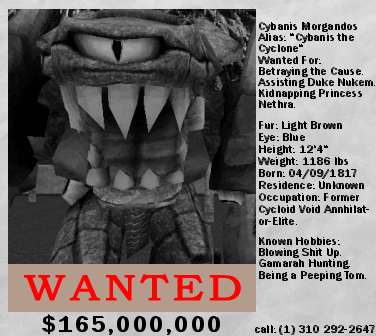 Cybanis Morgandos
Alias: "Cybanis the
Cyclone"
Wanted For:
Betraying the Cause.
Assisting Duke Nukem.
Kidnapping Princess
Nethra.
Fur: Light Brown
Eye: Blue
Height: 12'4"
Weight: 1186 lbs
Born: 04/09/1817
Residence: Unknown
Occupation: Former
Cycloid Void Annhilat-
or-Elite.
Known Hobbies:
Blowing Shit Up.
Gamarah Hunting.
Being a Peeping Tom.
WANTED
$165,000,000
call: (1) 310 292-2647